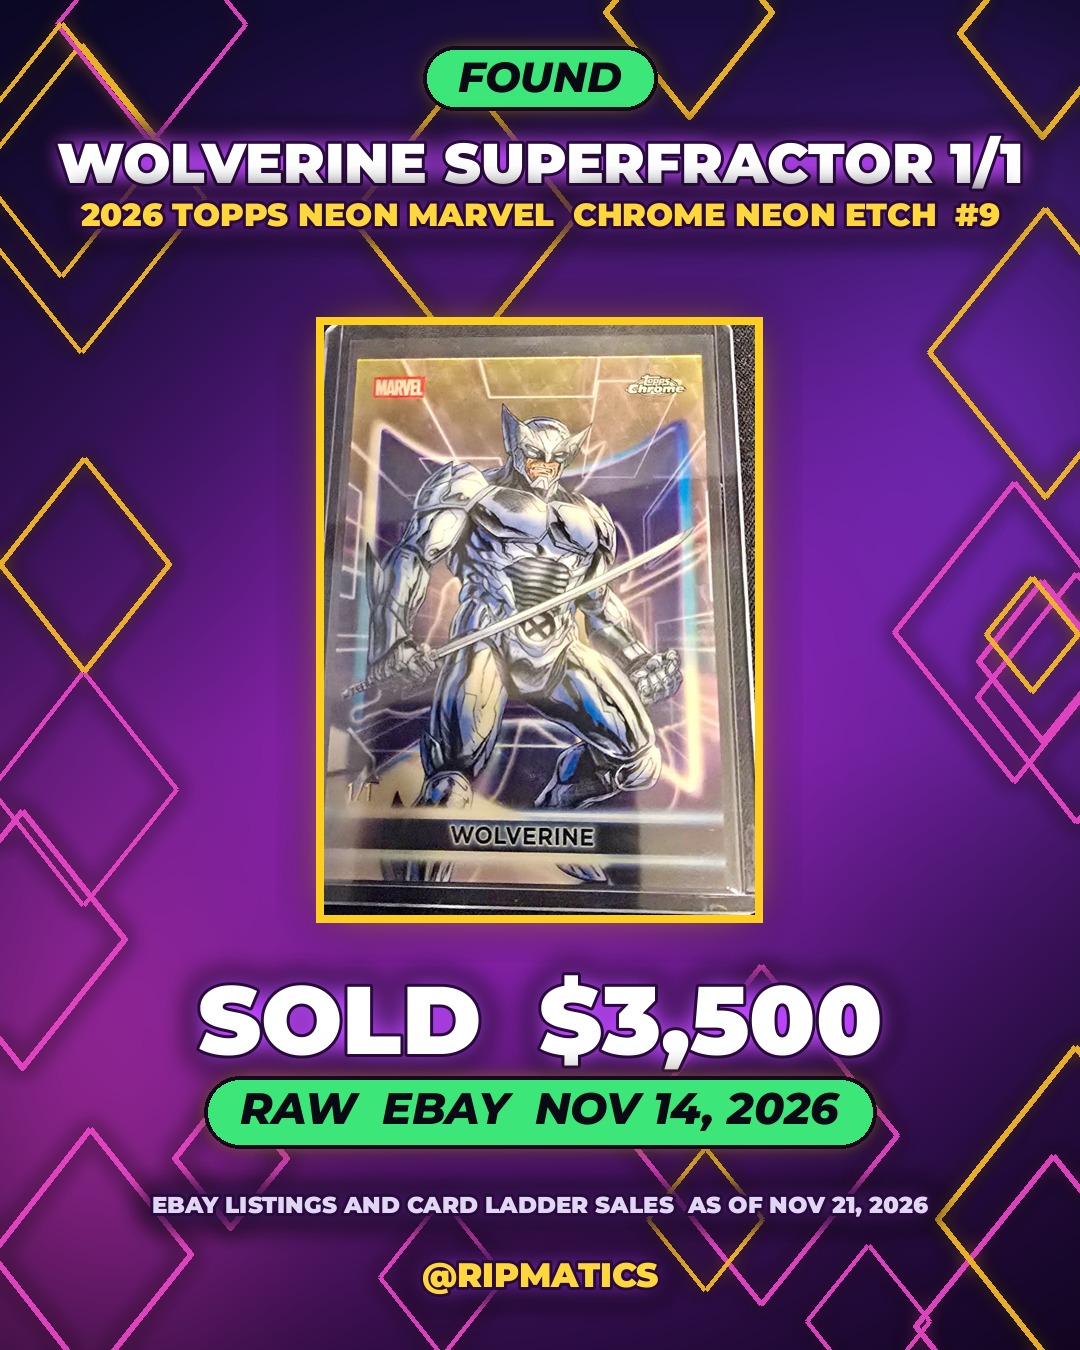 FOUND
WOLVERINE SUPERFRACTOR 1/1
2026 TOPPS NEON MARVEL CHROME NEON ETCH #9
MARVEL
Topps Chrome
1/1
WOLVERINE
SOLD $3,500
RAW EBAY NOV 14, 2026
EBAY LISTINGS AND CARD LADDER SALES AS OF NOV 21, 2026
@RIPMATICS